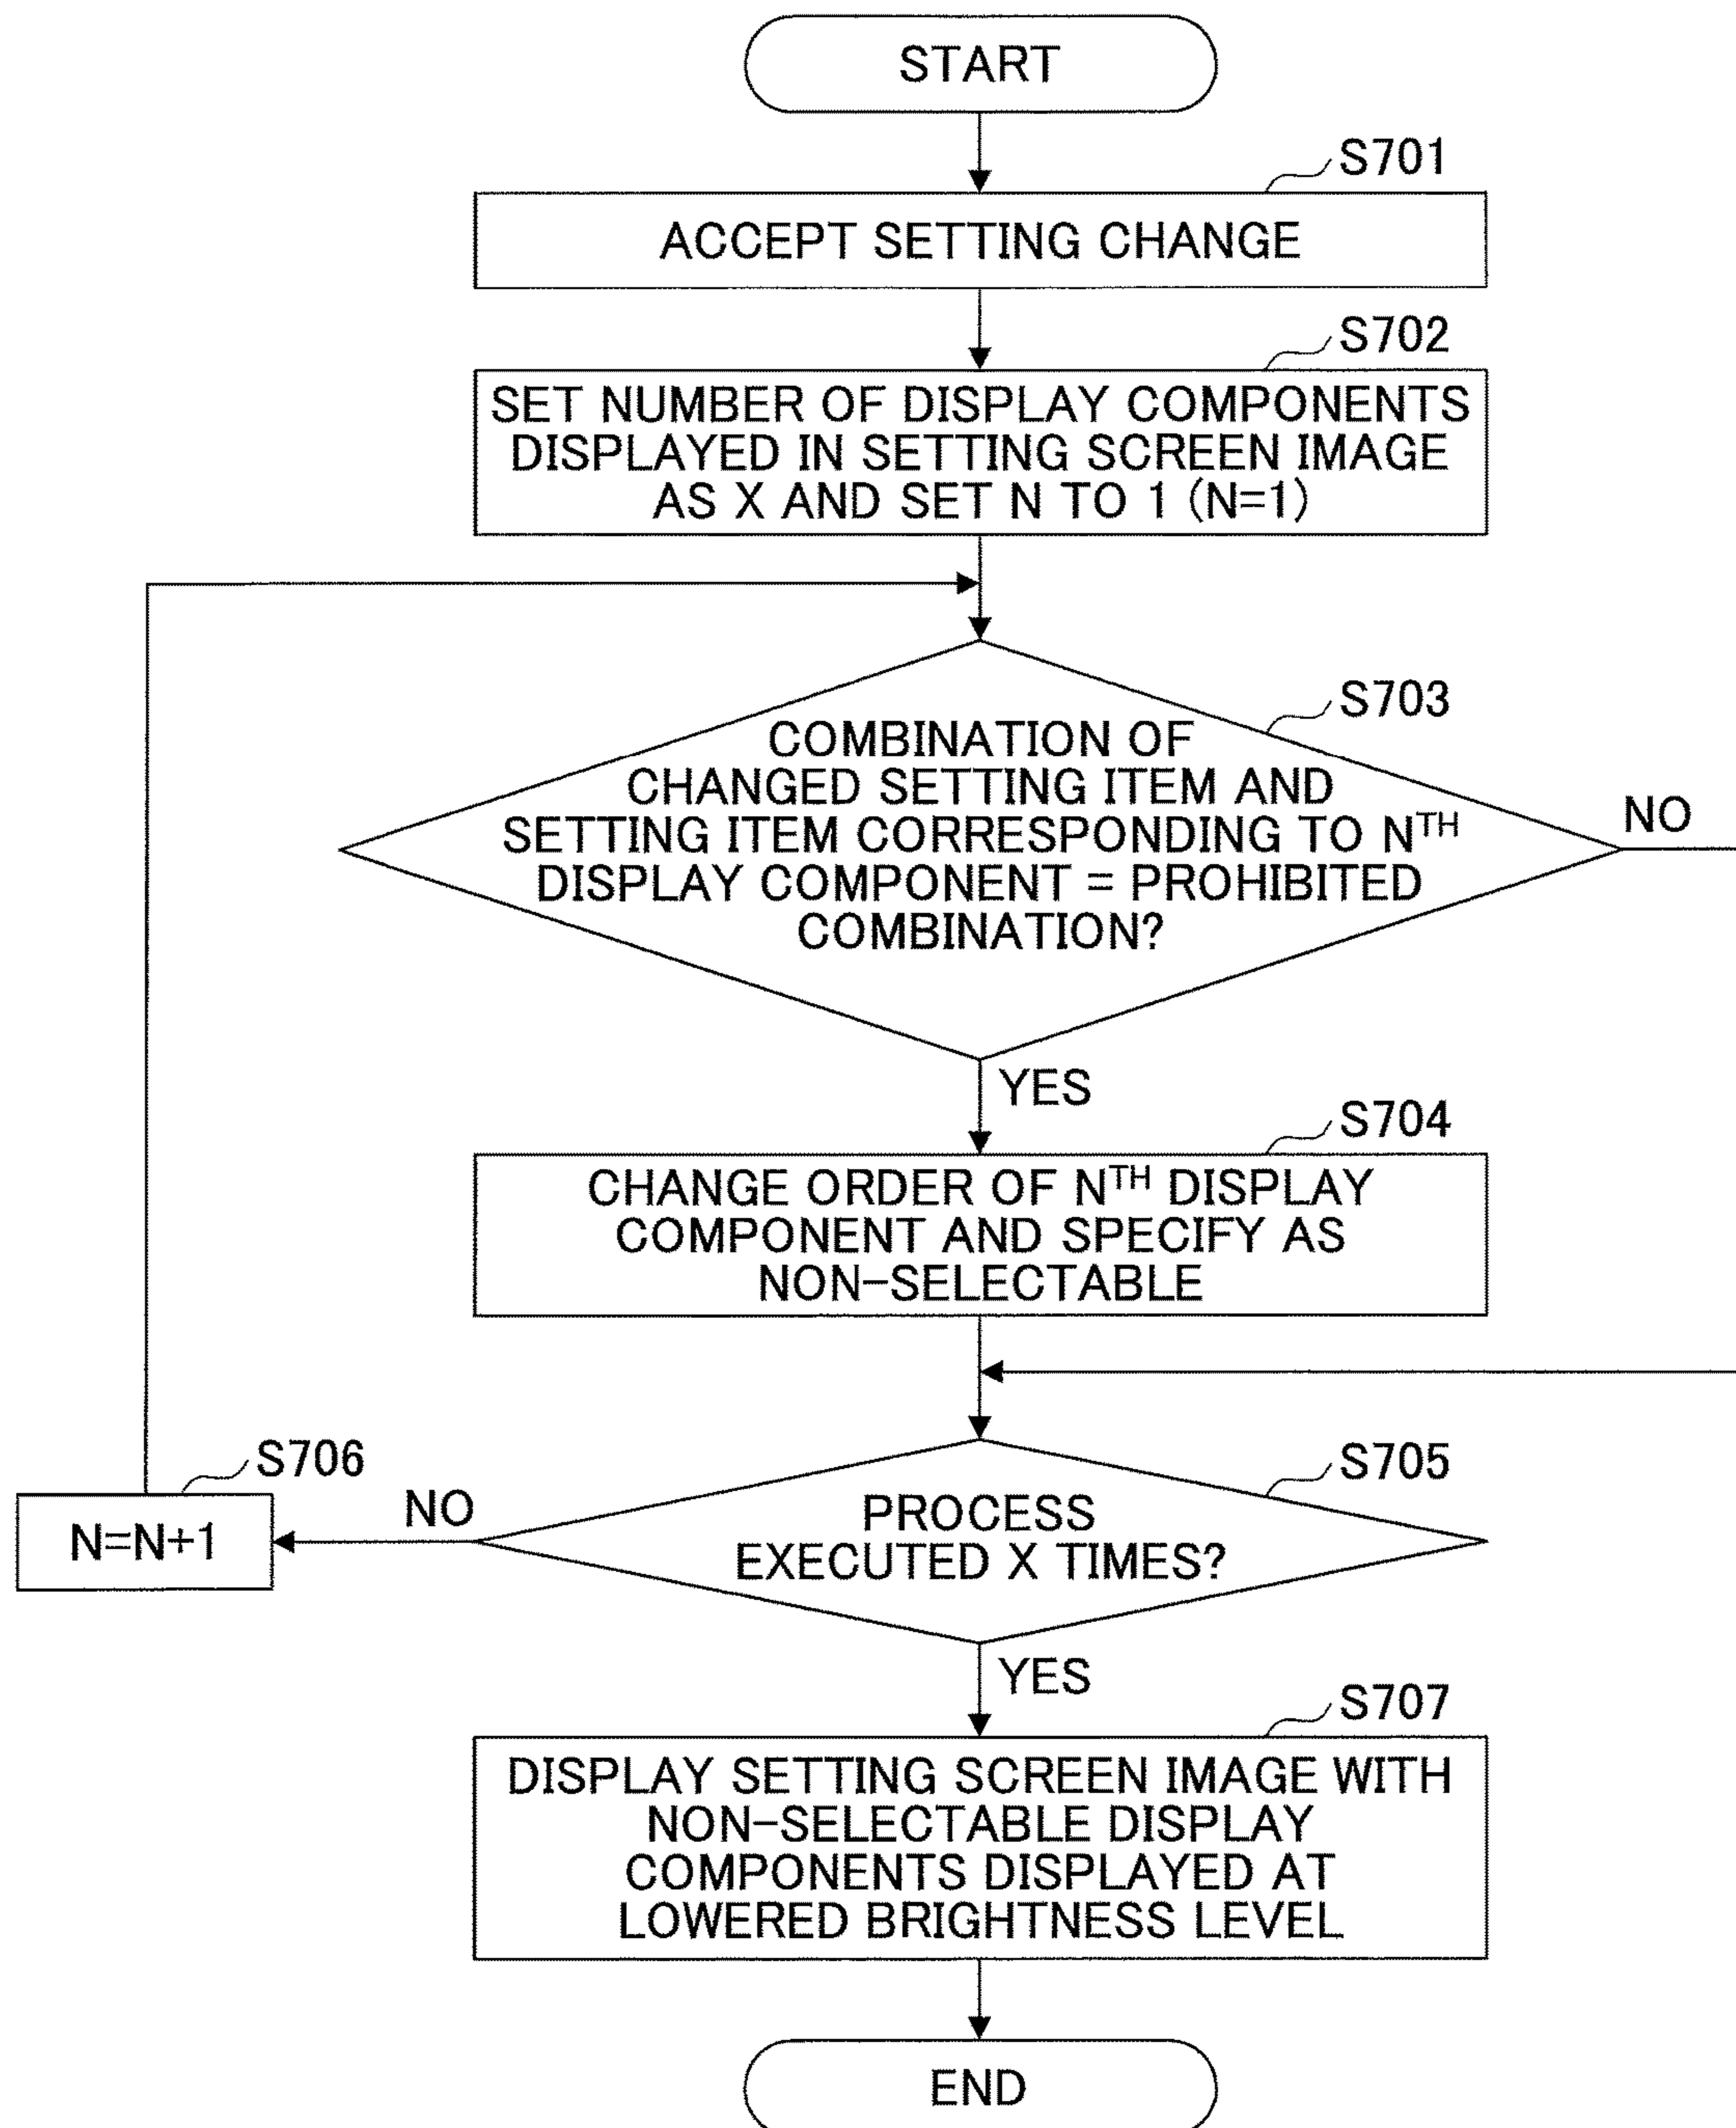 START
S701
ACCEPT SETTING CHANGE
S702
SET NUMBER OF DISPLAY COMPONENTS
DISPLAYED IN SETTING SCREEN IMAGE
AS X AND SET N TO 1 (N=1)
S703
COMBINATION OF
CHANGED SETTING ITEM AND
SETTING ITEM CORRESPONDING TO NTH
DISPLAY COMPONENT = PROHIBITED
COMBINATION?
NO
YES
S704
CHANGE ORDER OF NTH DISPLAY
COMPONENT AND SPECIFY AS
NON-SELECTABLE
S705
PROCESS
EXECUTED X TIMES?
NO
S706
N=N+1
YES
S707
DISPLAY SETTING SCREEN IMAGE WITH
NON-SELECTABLE DISPLAY
COMPONENTS DISPLAYED AT
LOWERED BRIGHTNESS LEVEL
END